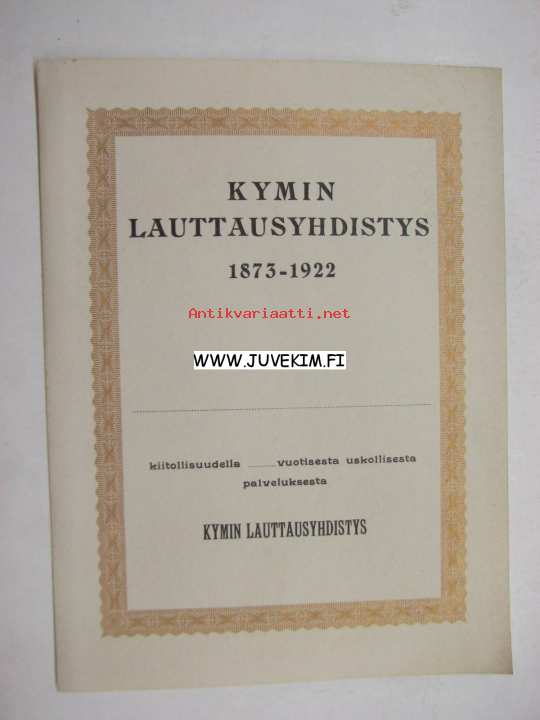 KYMIN
LAUTTAUSYHDISTYS
1873-1922
Antikvariaatti.net
WWW.JUVEKIM.FI
kiitollisuudella ......vuotisesta uskollisesta
palveluksesta
KYMIN LAUTTAUSYHDISTYS